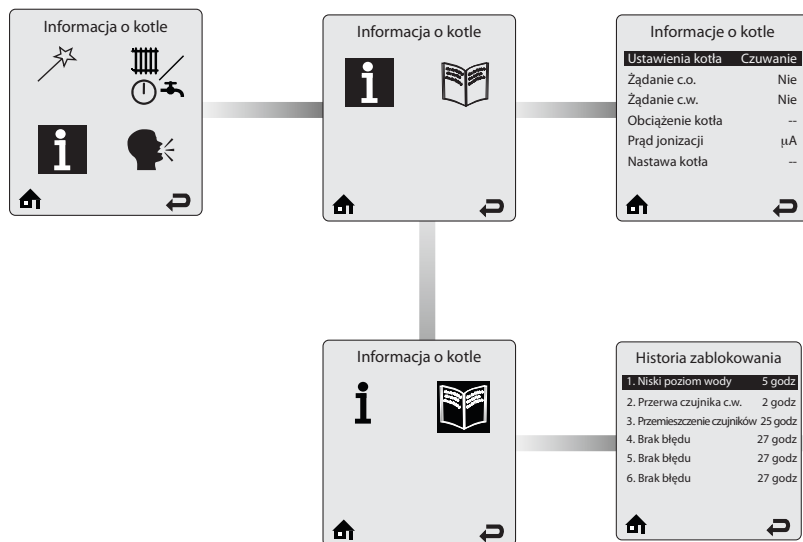 Informacja o kotle
Informacja o kotle
Informacje o kotle
Ustawienia kotła Czuwanie
Żądanie c.o. Nie
Żądanie c.w. Nie
Obciążenie kotła --
Prąd jonizacji µA
Nastawa kotła --
Informacja o kotle
Historia zablokowania
1. Niski poziom wody 5 godz
2. Przerwa czujnika c.w. 2 godz
3. Przemieszczenie czujników 25 godz
4. Brak błędu 27 godz
5. Brak błędu 27 godz
6. Brak błędu 27 godz